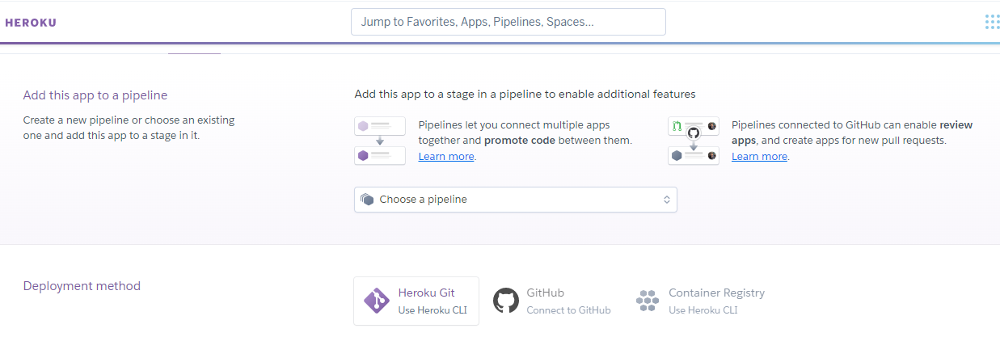 HEROKU
Jump to Favorites, Apps, Pipelines, Spaces...
Add this app to a pipeline
Create a new pipeline or choose an existing
one and add this app to a stage in it.
Add this app to a stage in a pipeline to enable additional features
Pipelines let you connect multiple apps
together and promote code between them.
Learn more.
Pipelines connected to GitHub can enable review
apps, and create apps for new pull requests.
Learn more.
Choose a pipeline
Deployment method
Heroku Git
Use Heroku CLI
GitHub
Connect to GitHub
Container Registry
Use Heroku CLI